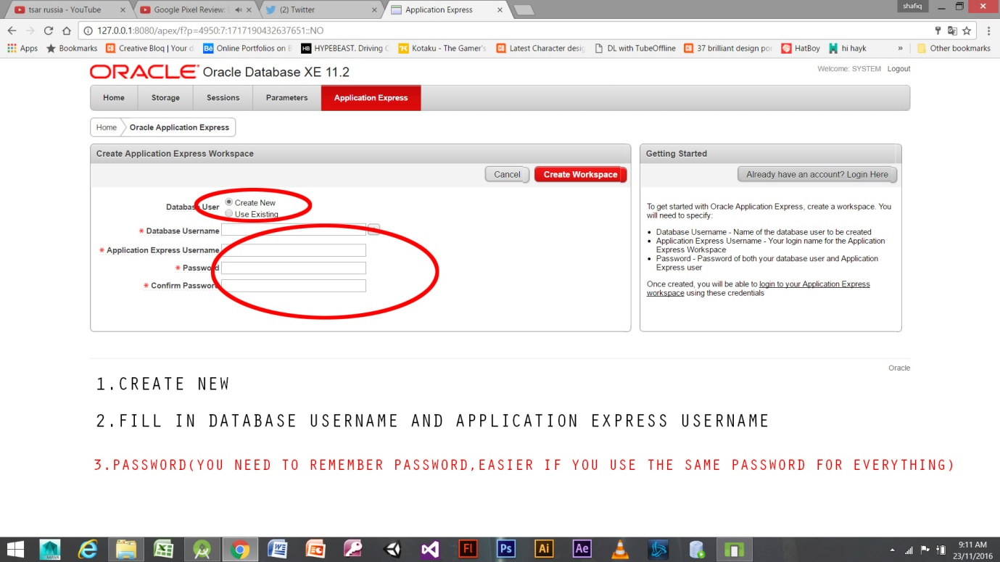 tsar russia - YouTube
Google Pixel Review:
(2) Twitter
Application Express
shafiq
127.0.0.1:8080/apex/f?p=4950:7:1717190432637651::NO
Apps
Bookmarks
Creative Bloq | Your d
Online Portfolios on B
HYPEBEAST. Driving C
Kotaku - The Gamer's
Latest Character desig
DL with TubeOffline
37 brilliant design por
HatBoy
hi hayk
»
Other bookmarks
ORACLE Oracle Database XE 11.2
Welcome: SYSTEM Logout
Home
Storage
Sessions
Parameters
Application Express
Home
Oracle Application Express
Create Application Express Workspace
Cancel
Create Workspace
Database User
Create New
Use Existing
* Database Username
* Application Express Username
* Password
* Confirm Password
Getting Started
Already have an account? Login Here
To get started with Oracle Application Express, create a workspace. You
will need to specify:
• Database Username - Name of the database user to be created
• Application Express Username - Your login name for the Application
Express Workspace
• Password - Password of both your database user and Application
Express user
Once created, you will be able to login to your Application Express
workspace using these credentials
Oracle
1.CREATE NEW
2.FILL IN DATABASE USERNAME AND APPLICATION EXPRESS USERNAME
3.PASSWORD(YOU NEED TO REMEMBER PASSWORD,EASIER IF YOU USE THE SAME PASSWORD FOR EVERYTHING)
MAYA
Fl
Ps
Ai
Ae
9:11 AM
23/11/2016